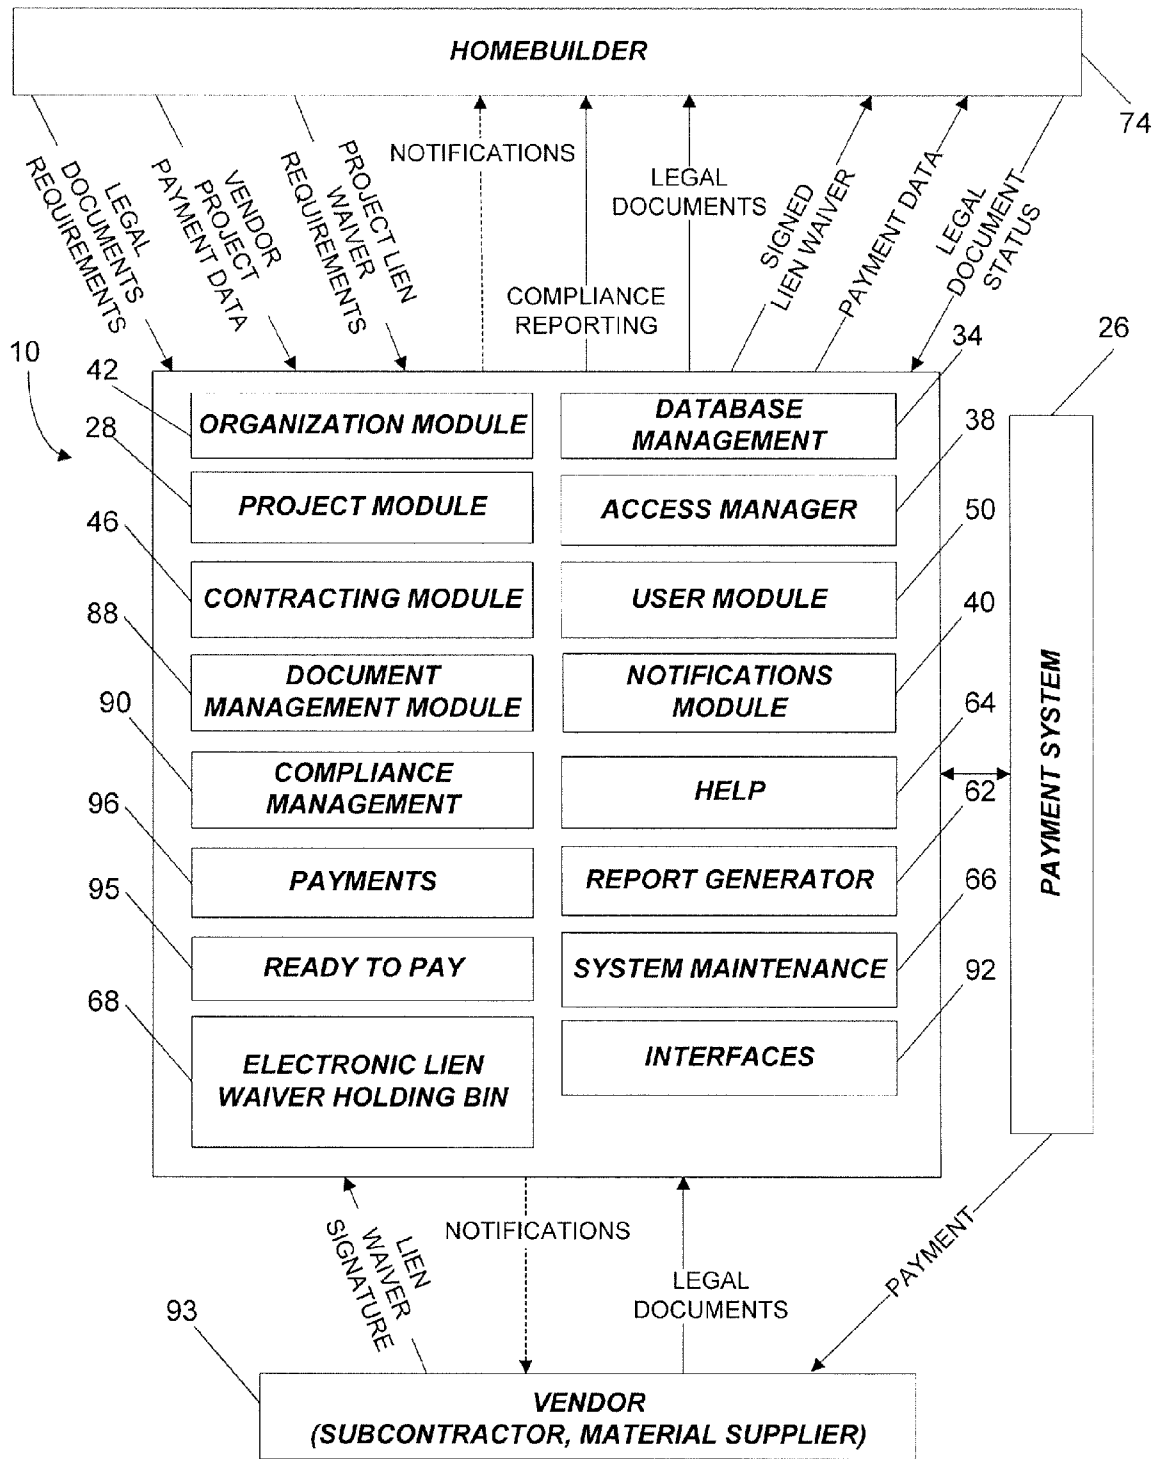 HOMEBUILDER
74
LEGAL
DOCUMENTS
REQUIREMENTS
VENDOR
PROJECT
PAYMENT DATA
PROJECT LIEN
WAIVER
REQUIREMENTS
NOTIFICATIONS
COMPLIANCE
REPORTING
LEGAL
DOCUMENTS
SIGNED
LIEN WAIVER
PAYMENT DATA
LEGAL
DOCUMENT
STATUS
10
42
ORGANIZATION MODULE
DATABASE
MANAGEMENT
34
26
28
PROJECT MODULE
ACCESS MANAGER
38
46
CONTRACTING MODULE
USER MODULE
50
88
DOCUMENT
MANAGEMENT MODULE
NOTIFICATIONS
MODULE
40
90
COMPLIANCE
MANAGEMENT
HELP
64
96
PAYMENTS
REPORT GENERATOR
62
95
READY TO PAY
SYSTEM MAINTENANCE
66
68
ELECTRONIC LIEN
WAIVER HOLDING BIN
INTERFACES
92
PAYMENT SYSTEM
LIEN
WAIVER
SIGNATURE
NOTIFICATIONS
LEGAL
DOCUMENTS
PAYMENT
93
VENDOR
(SUBCONTRACTOR, MATERIAL SUPPLIER)